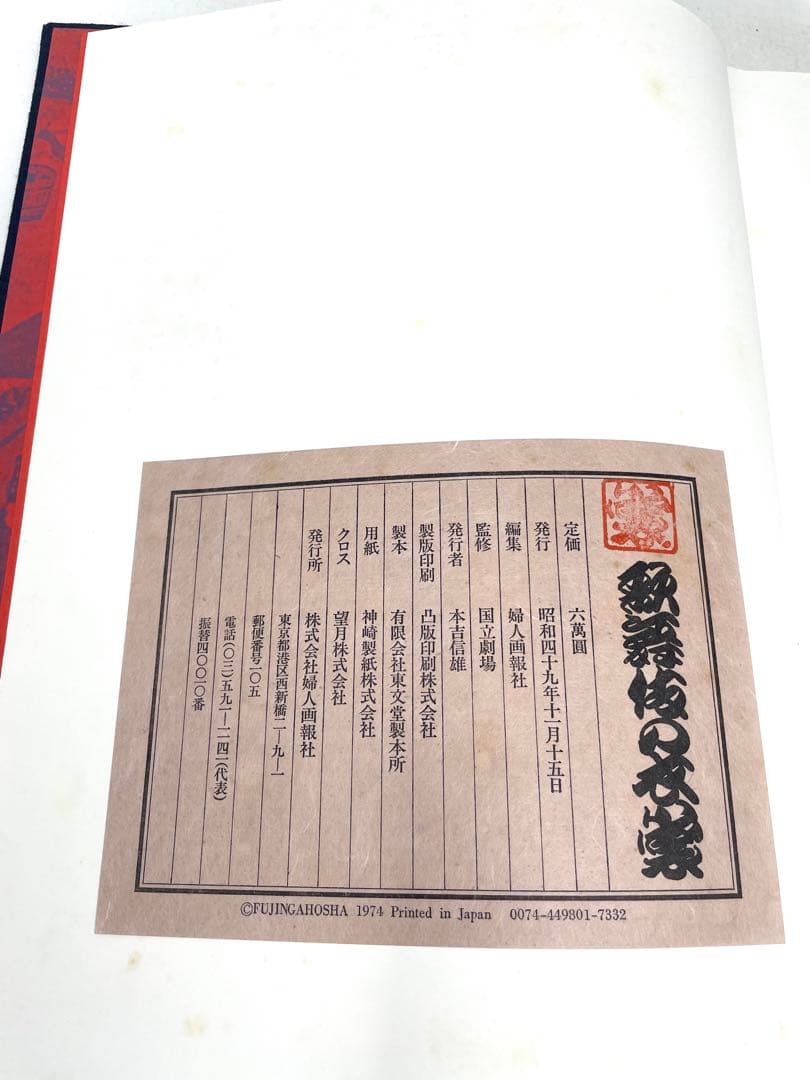 歌舞伎の衣裳
定価 六萬圓
発行 昭和四十九年十一月十五日
編集 婦人画報社
監修 国立劇場
発行者 本吉信雄
製版印刷 凸版印刷株式会社
製本 有限会社東文堂製本所
用紙 神崎製紙株式会社
クロス 望月株式会社
発行所 株式会社婦人画報社
東京都港区西新橋二—九—一
郵便番号一〇五
電話(〇三)五九一—二一四一(代表)
振替四〇〇一〇番
©FUJINGAHOSHA 1974 Printed in Japan 0074-449801-7332